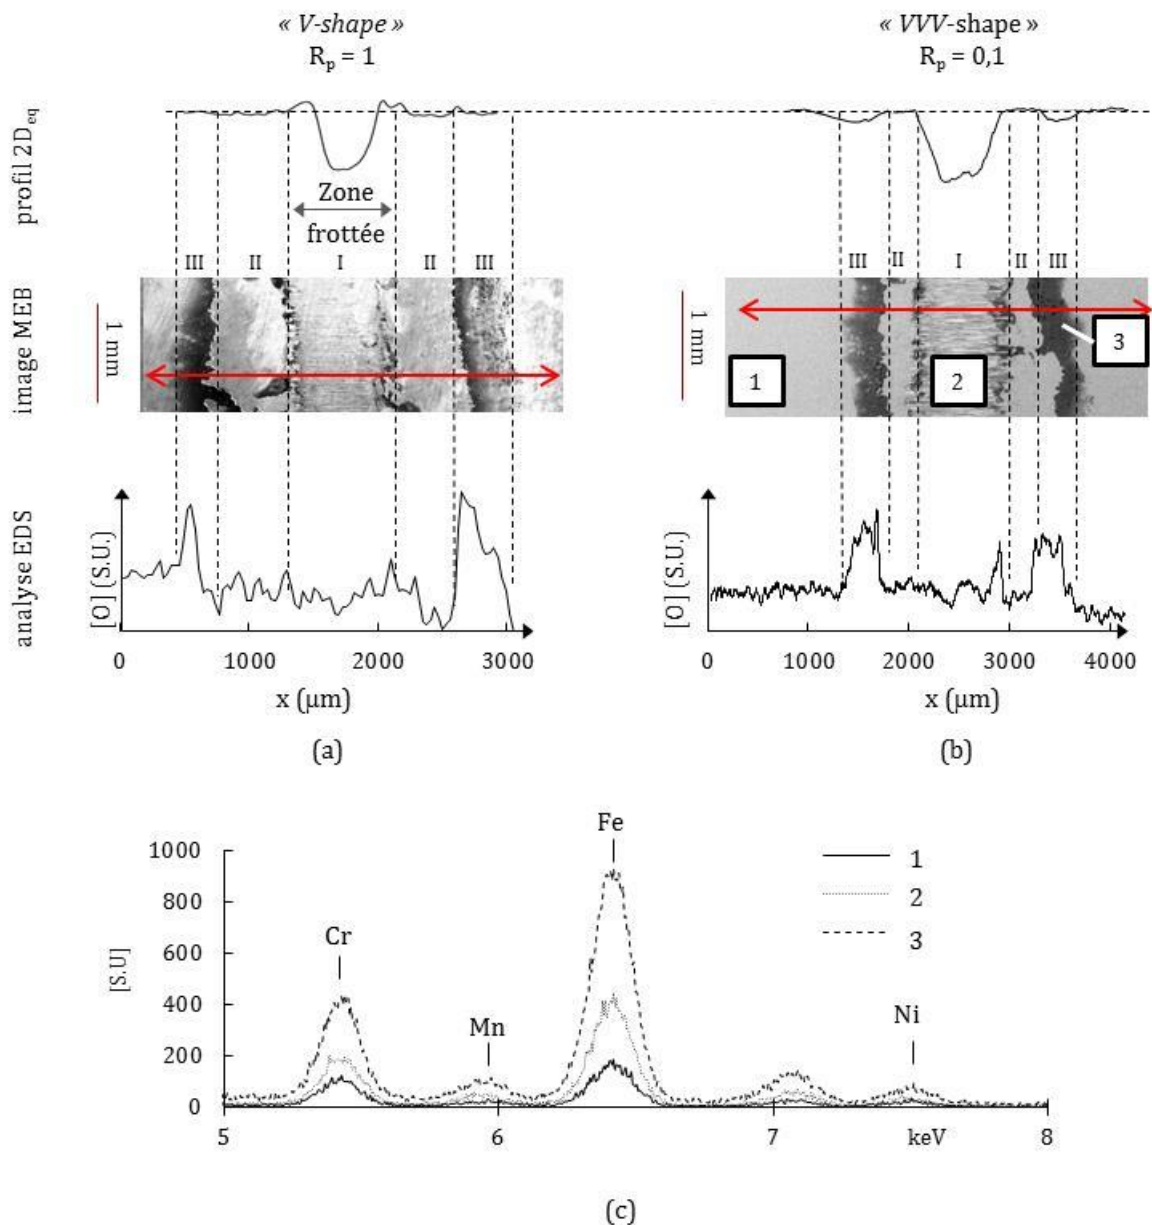 « V-shape »
R_p = 1
« VVV-shape »
R_p = 0,1
profil 2D_eq
Zone
frottée
III II I II III
III II I II III
image MEB
1 mm
1 mm
1
2
3
analyse EDS
[O] (S.U.)
[O] (S.U.)
0 1000 2000 3000
0 1000 2000 3000 4000
x (µm)
x (µm)
(a)
(b)
Fe
1000
800
600
400
200
0
[S.U]
Cr
Mn
Ni
1
2
3
5 6 7 keV 8
(c)